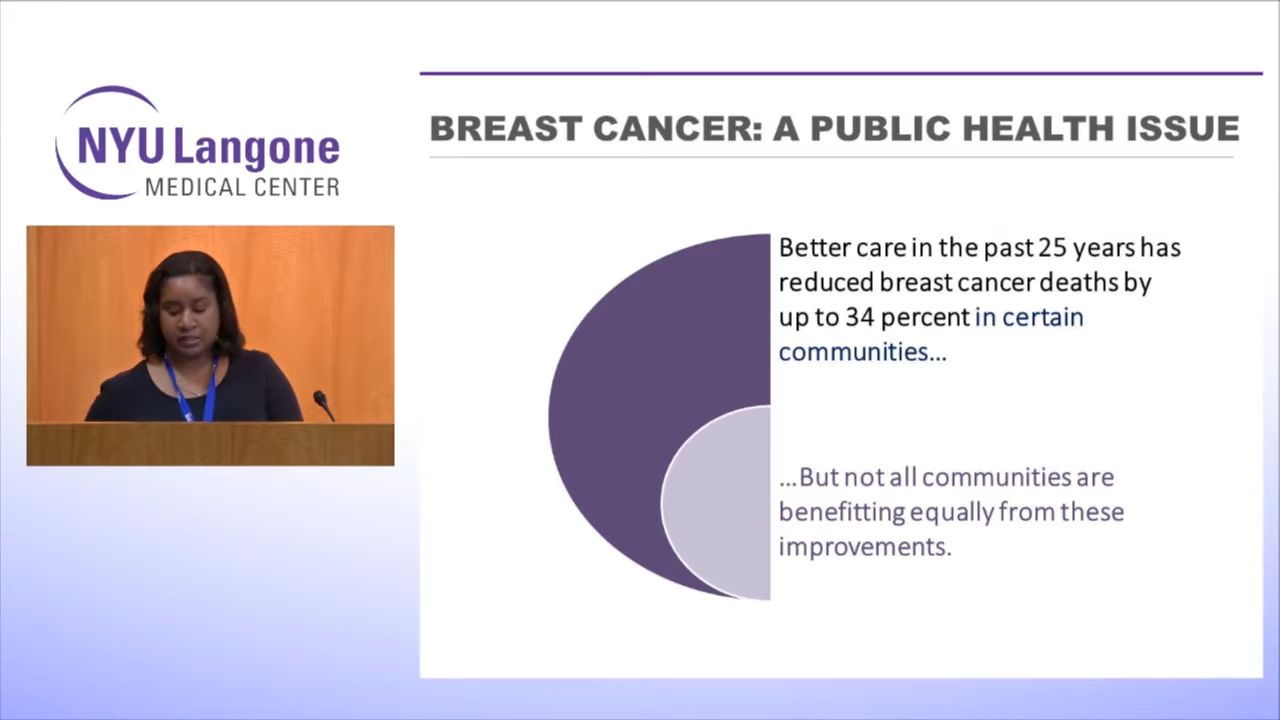 NYU Langone
MEDICAL CENTER
BREAST CANCER: A PUBLIC HEALTH ISSUE
Better care in the past 25 years has
reduced breast cancer deaths by
up to 34 percent in certain
communities...
...But not all communities are
benefitting equally from these
improvements.